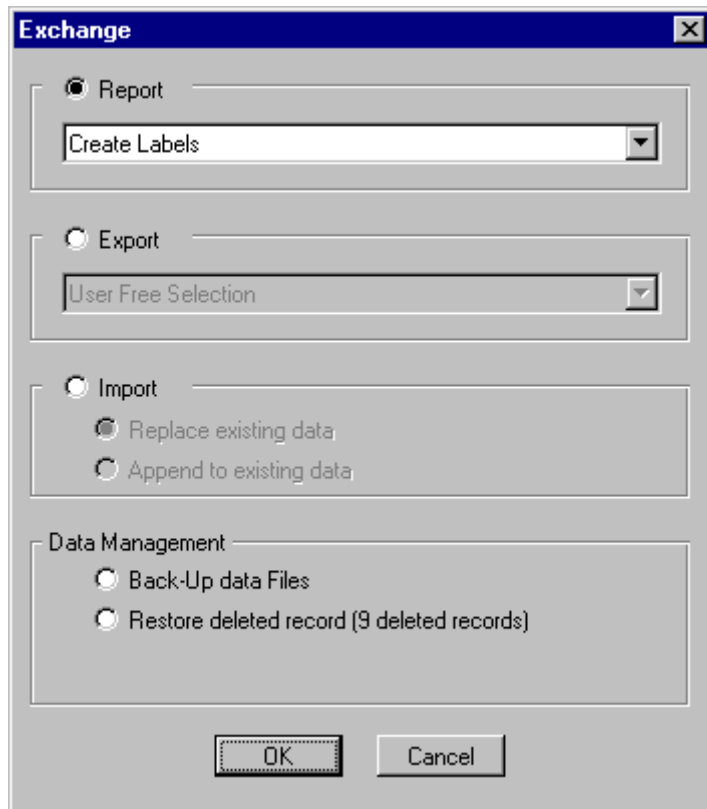 Exchange
Report
Create Labels
Export
User Free Selection
Import
Replace existing data
Append to existing data
Data Management
Back-Up data Files
Restore deleted record (9 deleted records)
OK
Cancel